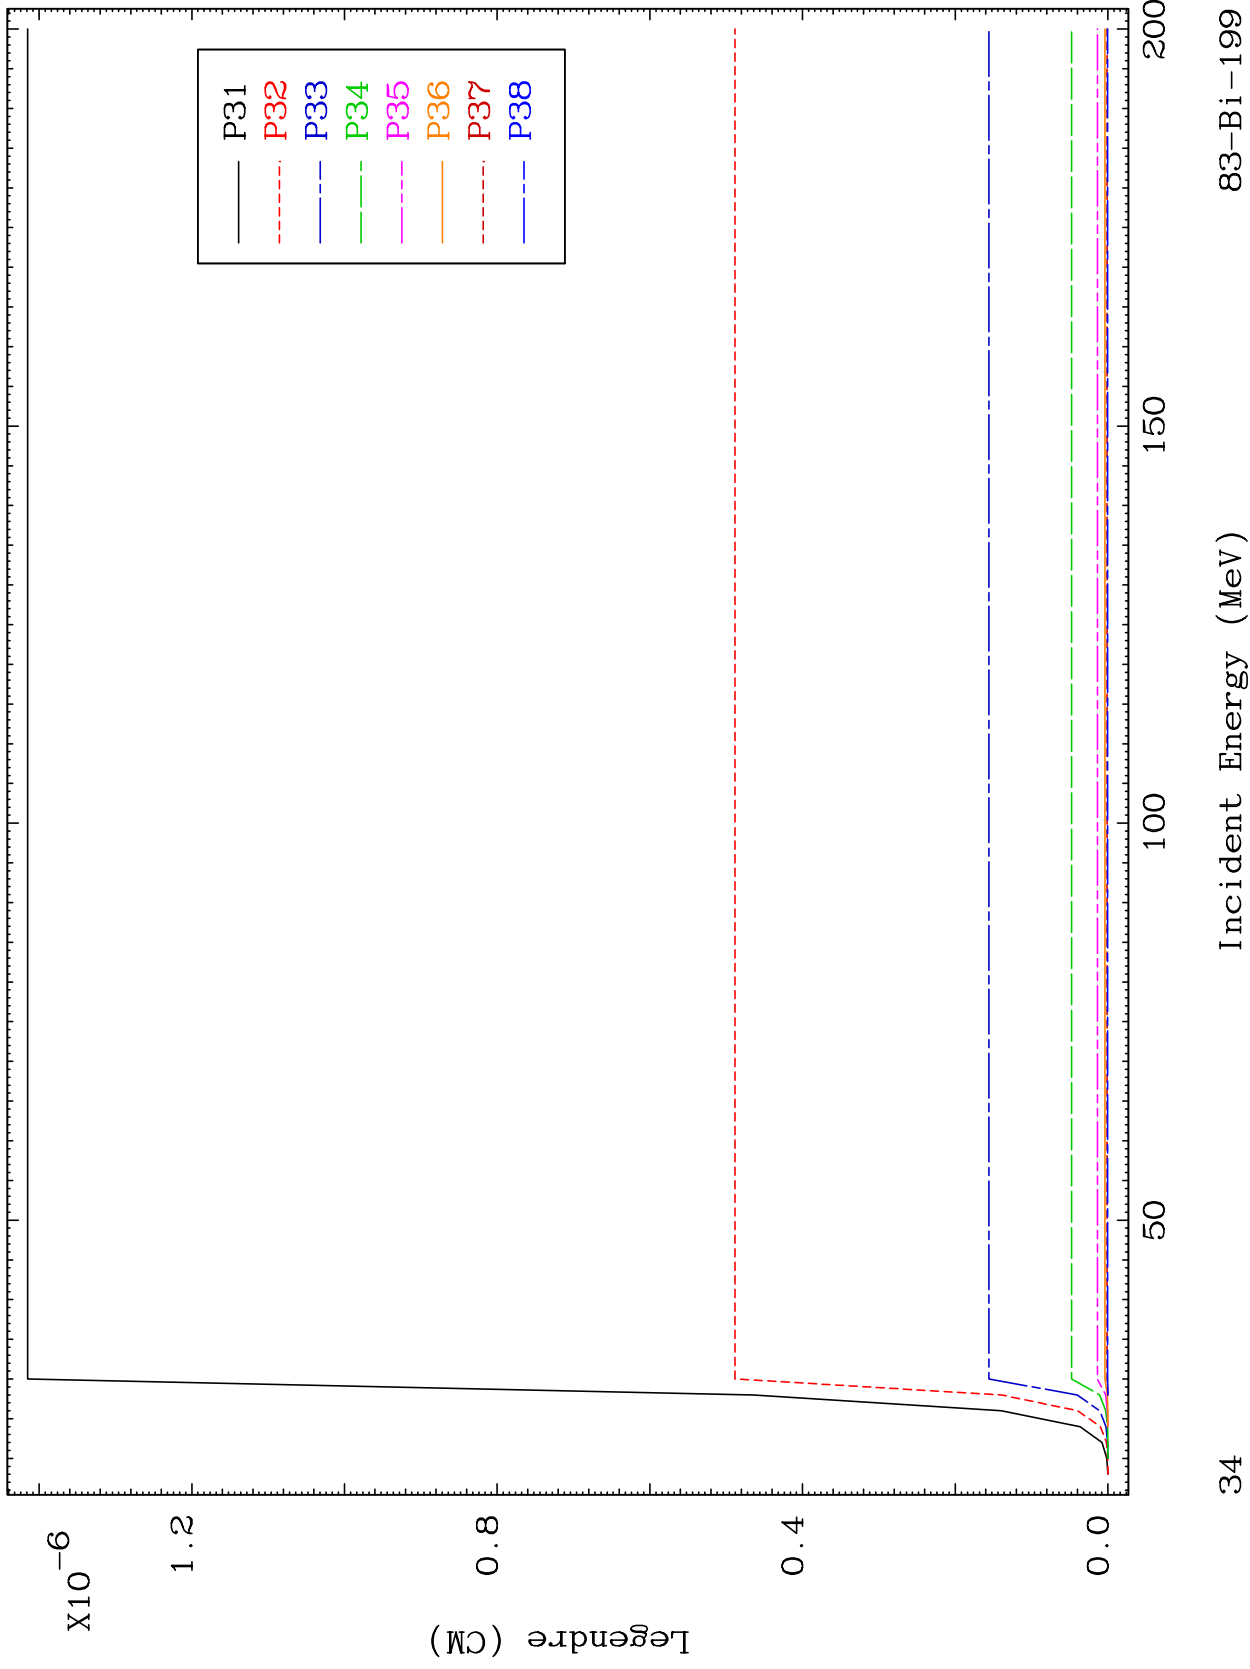 X10-6
1.2
0.8
0.4
0.0
Legendre (CM)
P31
P32
P33
P34
P35
P36
P37
P38
50
100
150
200
Incident Energy (MeV)
34
83-Bi-199